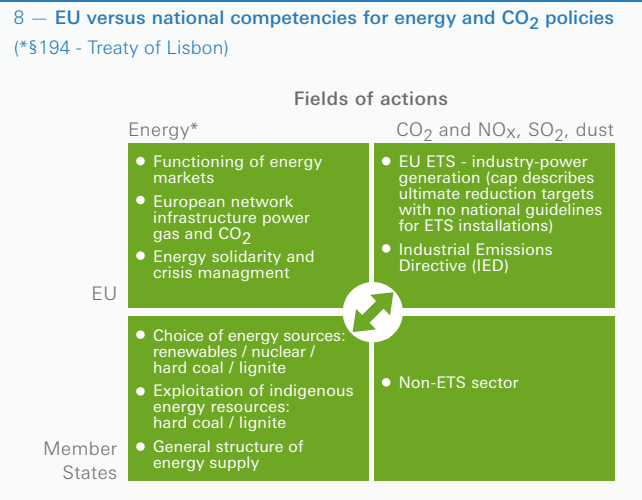 8 — EU versus national competencies for energy and CO2 policies
(*§194 - Treaty of Lisbon)
Fields of actions
Energy*
CO2 and NOx, SO2, dust
EU
• Functioning of energy
markets
• European network
infrastructure power
gas and CO2
• Energy solidarity and
crisis managment
• EU ETS - industry-power
generation (cap describes
ultimate reduction targets
with no national guidelines
for ETS installations)
• Industrial Emissions
Directive (IED)
Member
States
• Choice of energy sources:
renewables / nuclear /
hard coal / lignite
• Exploitation of indigenous
energy resources:
hard coal / lignite
• General structure of
energy supply
• Non-ETS sector